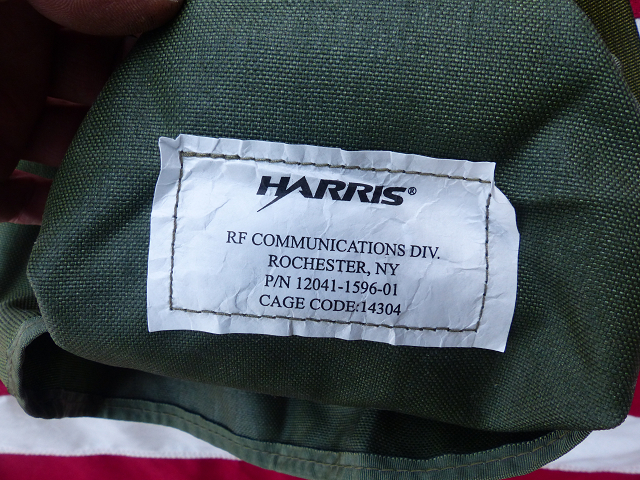 HARRIS®
RF COMMUNICATIONS DIV.
ROCHESTER, NY
P/N 12041-1596-01
CAGE CODE:14304